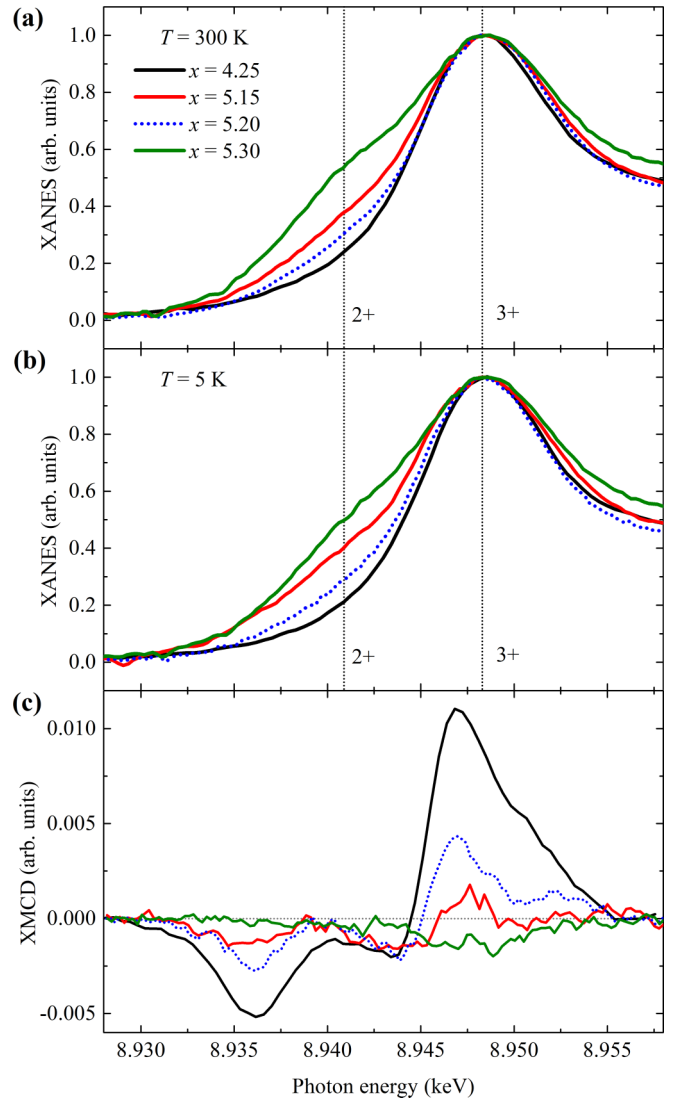 (a)
T = 300 K
x = 4.25
x = 5.15
x = 5.20
x = 5.30
XANES (arb. units)
1.0
0.8
0.6
0.4
0.2
0.0
2+
3+
(b)
T = 5 K
XANES (arb. units)
1.0
0.8
0.6
0.4
0.2
0.0
2+
3+
(c)
XMCD (arb. units)
0.010
0.005
0.000
-0.005
8.930 8.935 8.940 8.945 8.950 8.955
Photon energy (keV)